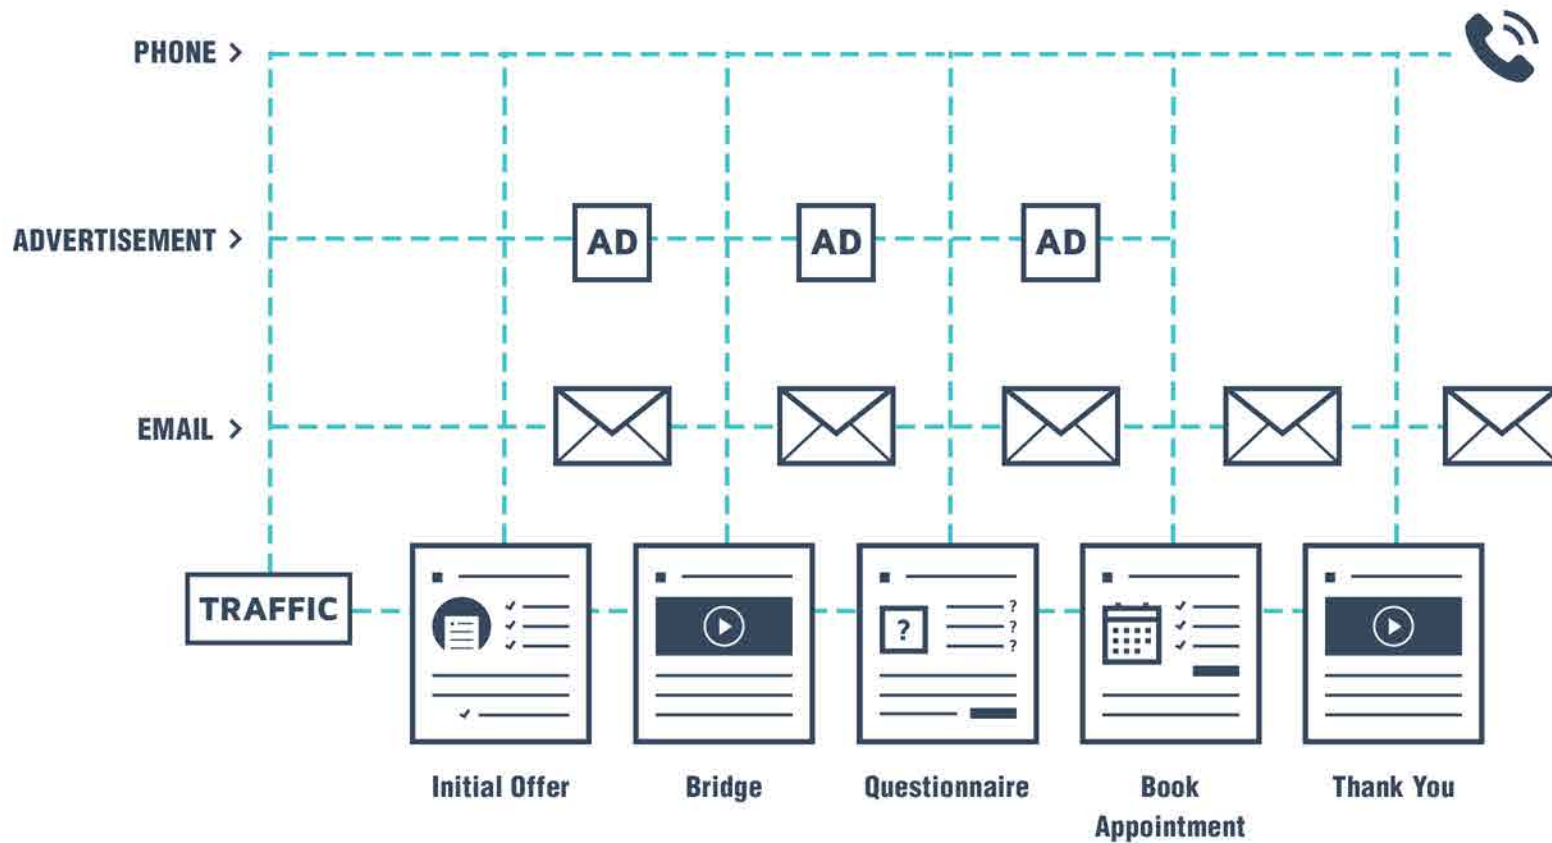 PHONE >
ADVERTISEMENT >
AD AD AD
EMAIL >
TRAFFIC
? ?
?
?
Initial Offer Bridge Questionnaire Book Appointment Thank You